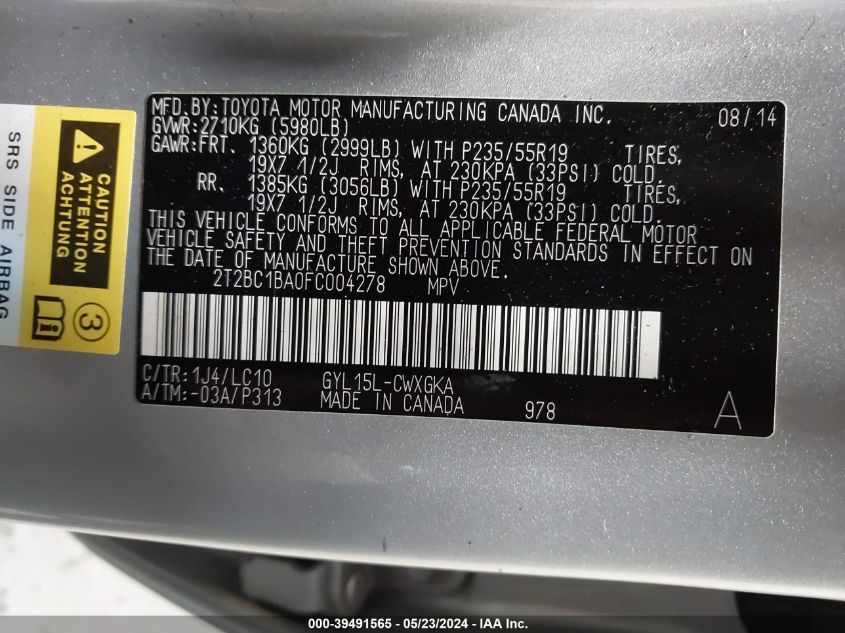 SRS SIDE AIRBAG
CAUTION
ATTENTION
ACHTUNG
3
MFD.BY:TOYOTA MOTOR MANUFACTURING CANADA INC. 08/14
GVWR:2710KG (5980LB)
GAWR:FRT. 1360KG (2999LB) WITH P235/55R19 TIRES,
19X7 1/2J RIMS, AT 230KPA (33PSI) COLD.
RR. 1385KG (3056LB) WITH P235/55R19 TIRES,
19X7 1/2J RIMS, AT 230KPA (33PSI) COLD.
THIS VEHICLE CONFORMS TO ALL APPLICABLE FEDERAL MOTOR
VEHICLE SAFETY AND THEFT PREVENTION STANDARDS IN EFFECT ON
THE DATE OF MANUFACTURE SHOWN ABOVE.
2T2BC1BA0FC004278 MPV
C/TR:1J4/LC10 GYL15L-CWXGKA
A/TM:-03A/P313 MADE IN CANADA 978 A
000-39491565 / 05/23/2024 / IAA Inc.